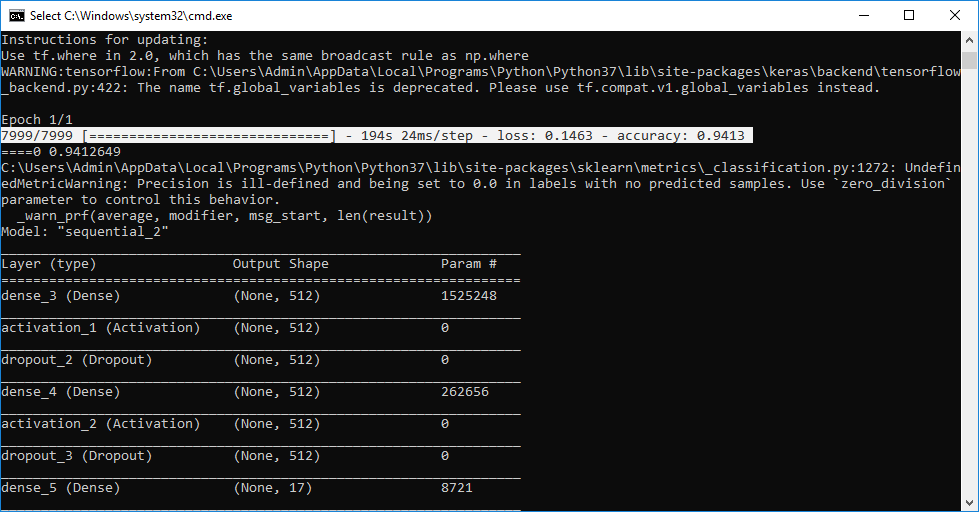 Select C:\Windows\system32\cmd.exe
Instructions for updating:
Use tf.where in 2.0, which has the same broadcast rule as np.where
WARNING:tensorflow:From C:\Users\Admin\AppData\Local\Programs\Python\Python37\lib\site-packages\keras\backend\tensorflow
_backend.py:422: The name tf.global_variables is deprecated. Please use tf.compat.v1.global_variables instead.
Epoch 1/1
7999/7999 [==============================] - 194s 24ms/step - loss: 0.1463 - accuracy: 0.9413
====0 0.9412649
C:\Users\Admin\AppData\Local\Programs\Python\Python37\lib\site-packages\sklearn\metrics\_classification.py:1272: Undefin
edMetricWarning: Precision is ill-defined and being set to 0.0 in labels with no predicted samples. Use `zero_division`
parameter to control this behavior.
  _warn_prf(average, modifier, msg_start, len(result))
Model: "sequential_2"
_________________________________________________________________
Layer (type)                 Output Shape              Param #
=================================================================
dense_3 (Dense)              (None, 512)               1525248
_________________________________________________________________
activation_1 (Activation)    (None, 512)               0
_________________________________________________________________
dropout_2 (Dropout)          (None, 512)               0
_________________________________________________________________
dense_4 (Dense)              (None, 512)               262656
_________________________________________________________________
activation_2 (Activation)    (None, 512)               0
_________________________________________________________________
dropout_3 (Dropout)          (None, 512)               0
_________________________________________________________________
dense_5 (Dense)              (None, 17)                8721
_________________________________________________________________